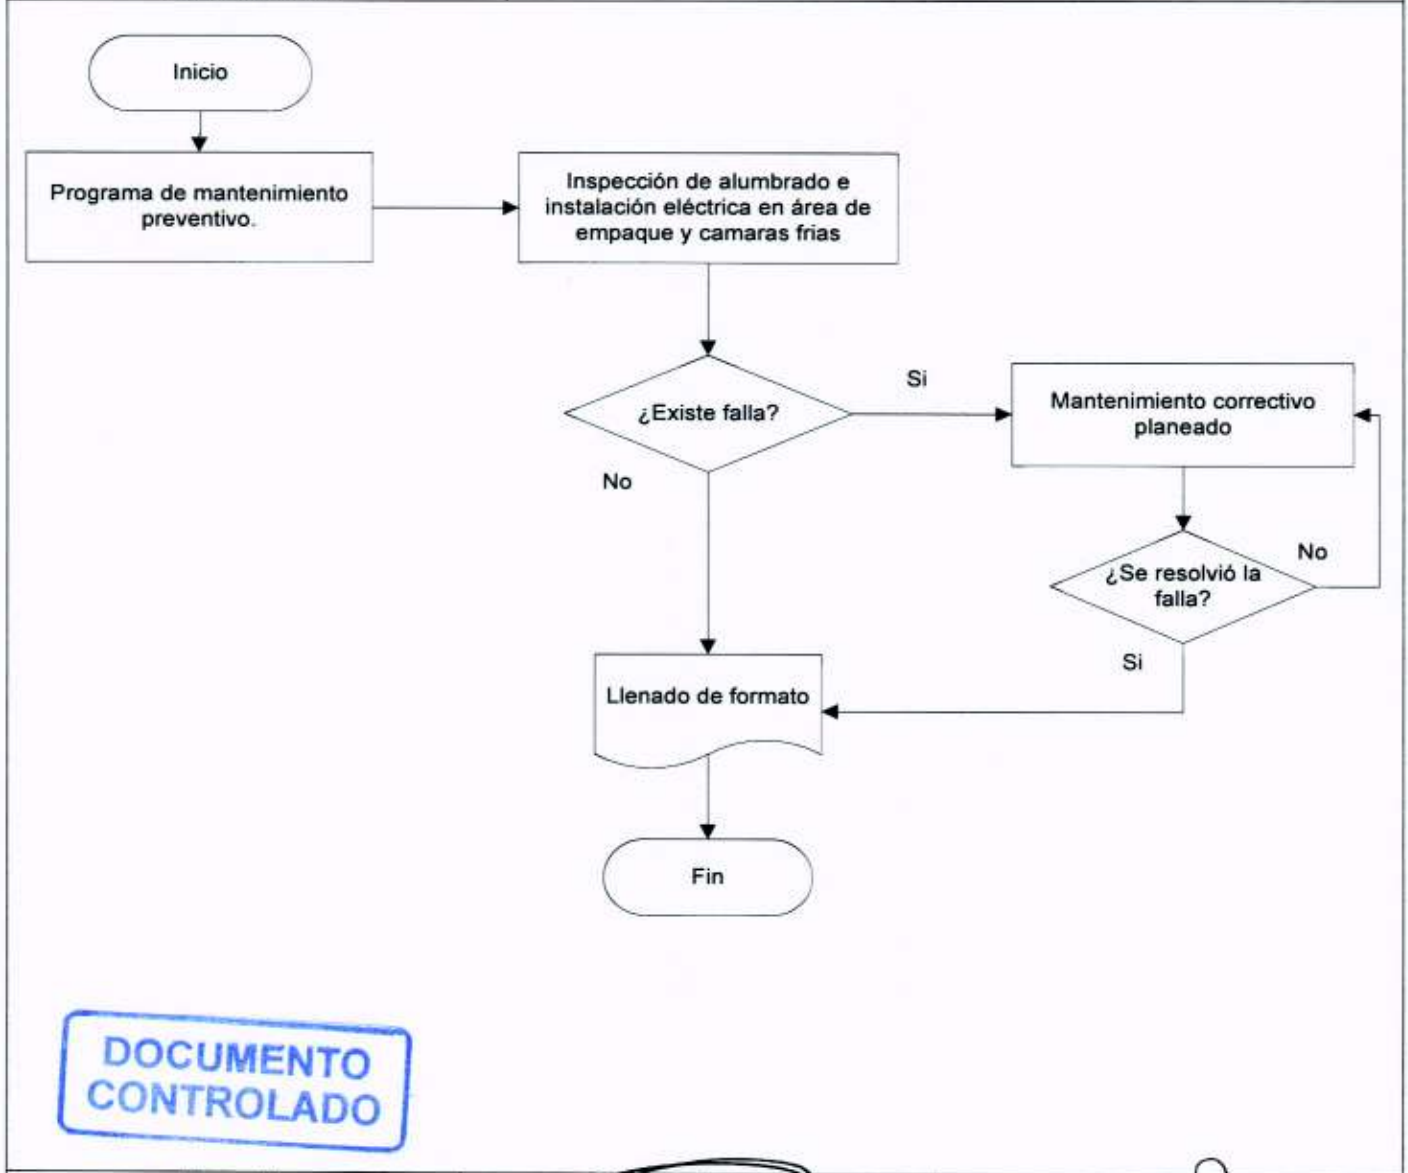 Inicio
Programa de mantenimiento
preventivo.
Inspección de alumbrado e
instalación eléctrica en área de
empaque y camaras frias
¿Existe falla?
Si
Mantenimiento correctivo
planeado
No
¿Se resolvió la
falla?
No
Si
Llenado de formato
Fin
DOCUMENTO
CONTROLADO